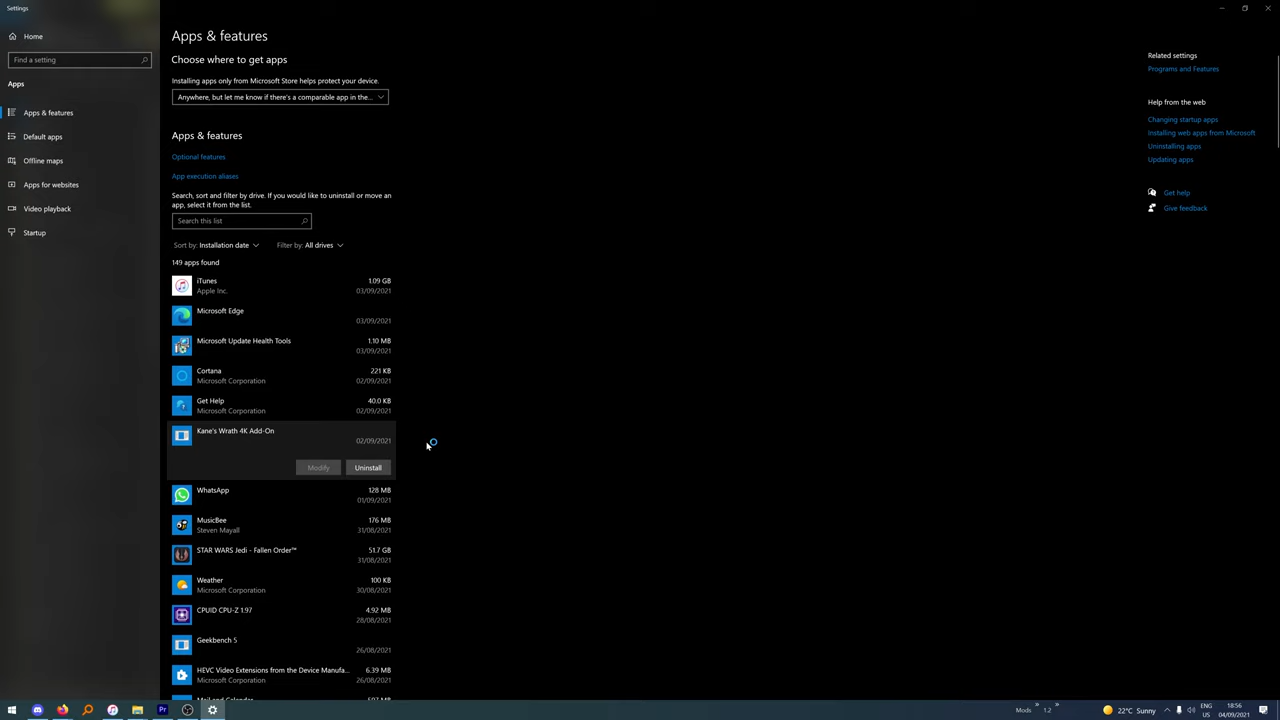 Settings
Home
Find a setting
Apps
Apps & features
Default apps
Offline maps
Apps for websites
Video playback
Startup
Apps & features
Choose where to get apps
Installing apps only from Microsoft Store helps protect your device.
Anywhere, but let me know if there's a comparable app in the...
Apps & features
Optional features
App execution aliases
Search, sort and filter by drive. If you would like to uninstall or move an
app, select it from the list.
Search this list
Sort by: Installation date
Filter by: All drives
149 apps found
iTunes 1.09 GB
Apple Inc. 03/09/2021
Microsoft Edge
03/09/2021
Microsoft Update Health Tools 1.10 MB
03/09/2021
Cortana 221 KB
Microsoft Corporation 02/09/2021
Get Help 40.0 KB
Microsoft Corporation 02/09/2021
Kane's Wrath 4K Add-On
02/09/2021
Modify Uninstall
WhatsApp 128 MB
01/09/2021
MusicBee 176 MB
Steven Mayall 31/08/2021
STAR WARS Jedi - Fallen Order™ 51.7 GB
31/08/2021
Weather 100 KB
Microsoft Corporation 30/08/2021
CPUID CPU-Z 1.97 4.92 MB
28/08/2021
Geekbench 5
26/08/2021
HEVC Video Extensions from the Device Manufa... 6.39 MB
Microsoft Corporation 26/08/2021
Mail and Calendar
Related settings
Programs and Features
Help from the web
Changing startup apps
Installing web apps from Microsoft
Uninstalling apps
Updating apps
Get help
Give feedback
Pr
Mods
1.2
22°C Sunny
ENG
US
18:56
04/09/2021